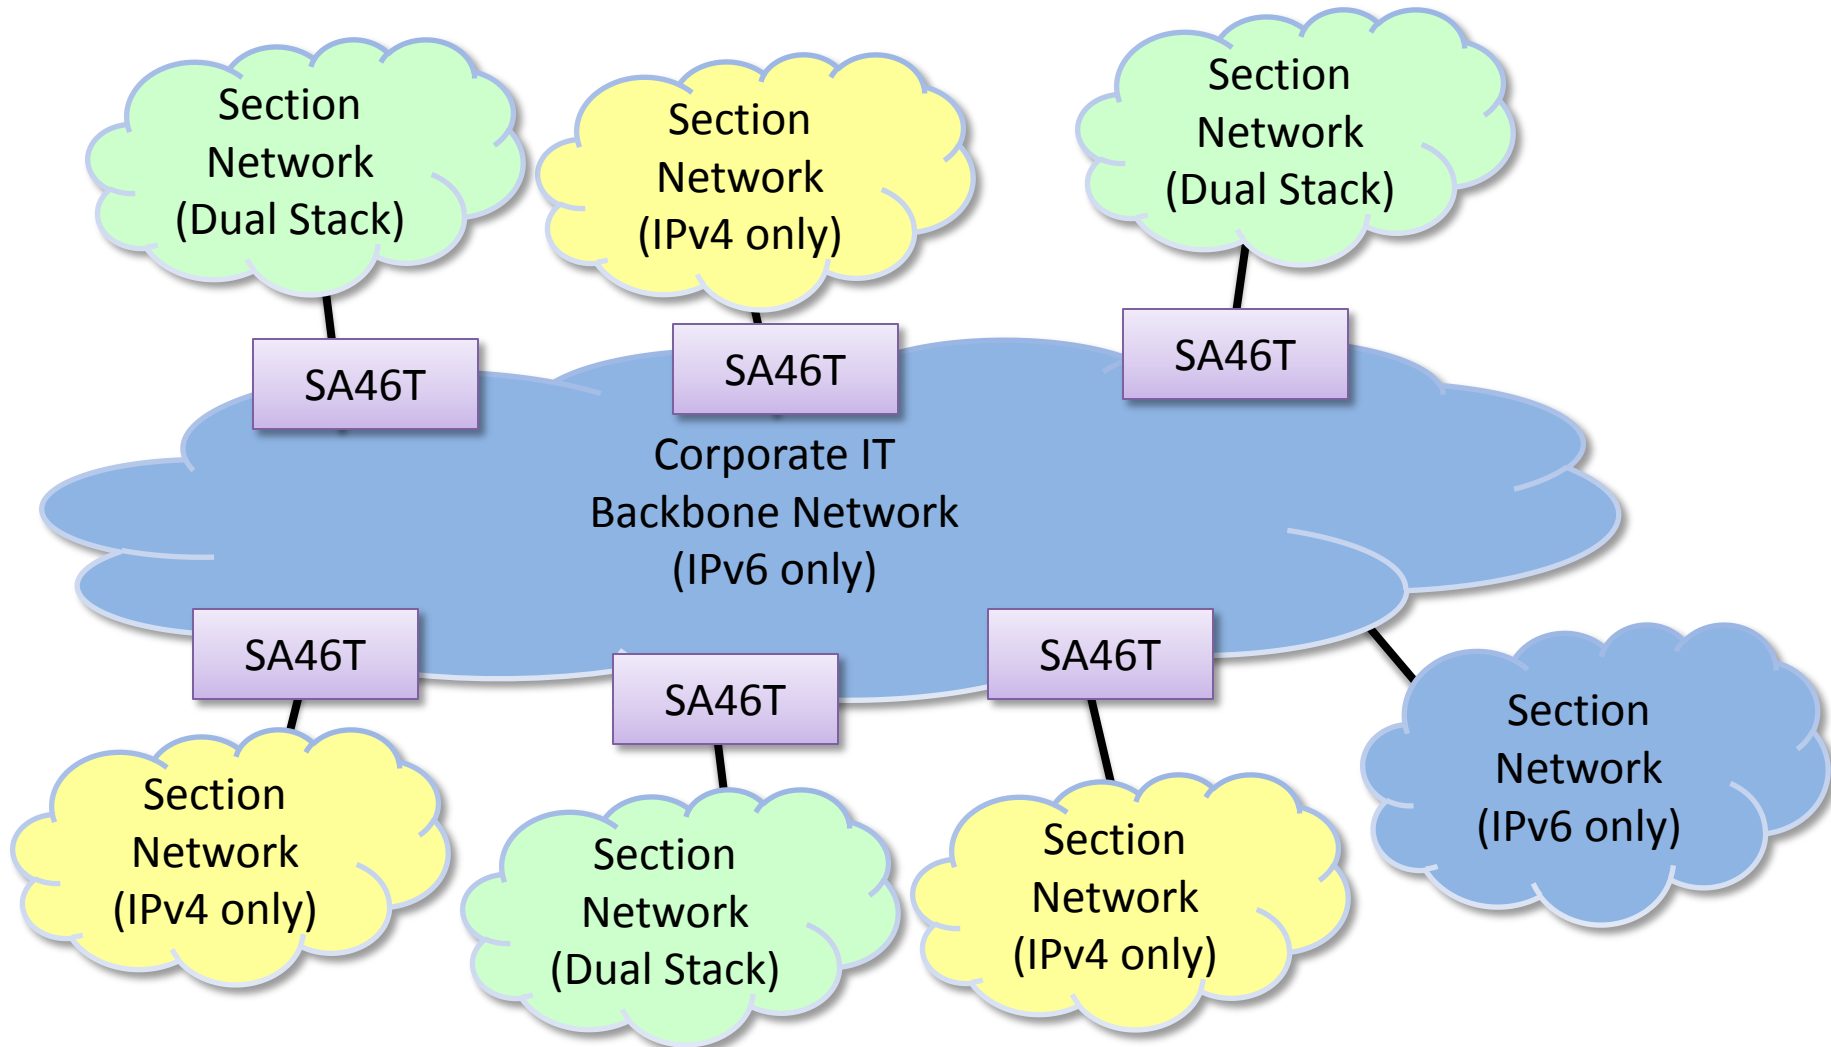 Section
Network
(Dual Stack)
Section
Network
(IPv4 only)
Section
Network
(Dual Stack)
SA46T
SA46T
SA46T
Corporate IT
Backbone Network
(IPv6 only)
SA46T
SA46T
SA46T
Section
Network
(IPv4 only)
Section
Network
(Dual Stack)
Section
Network
(IPv4 only)
Section
Network
(IPv6 only)